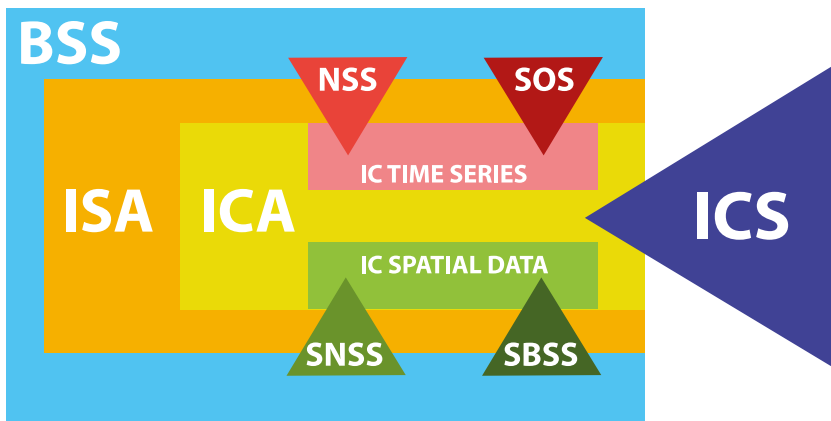 BSS
NSS
SOS
IC TIME SERIES
ISA
ICA
ICS
IC SPATIAL DATA
SNSS
SBSS